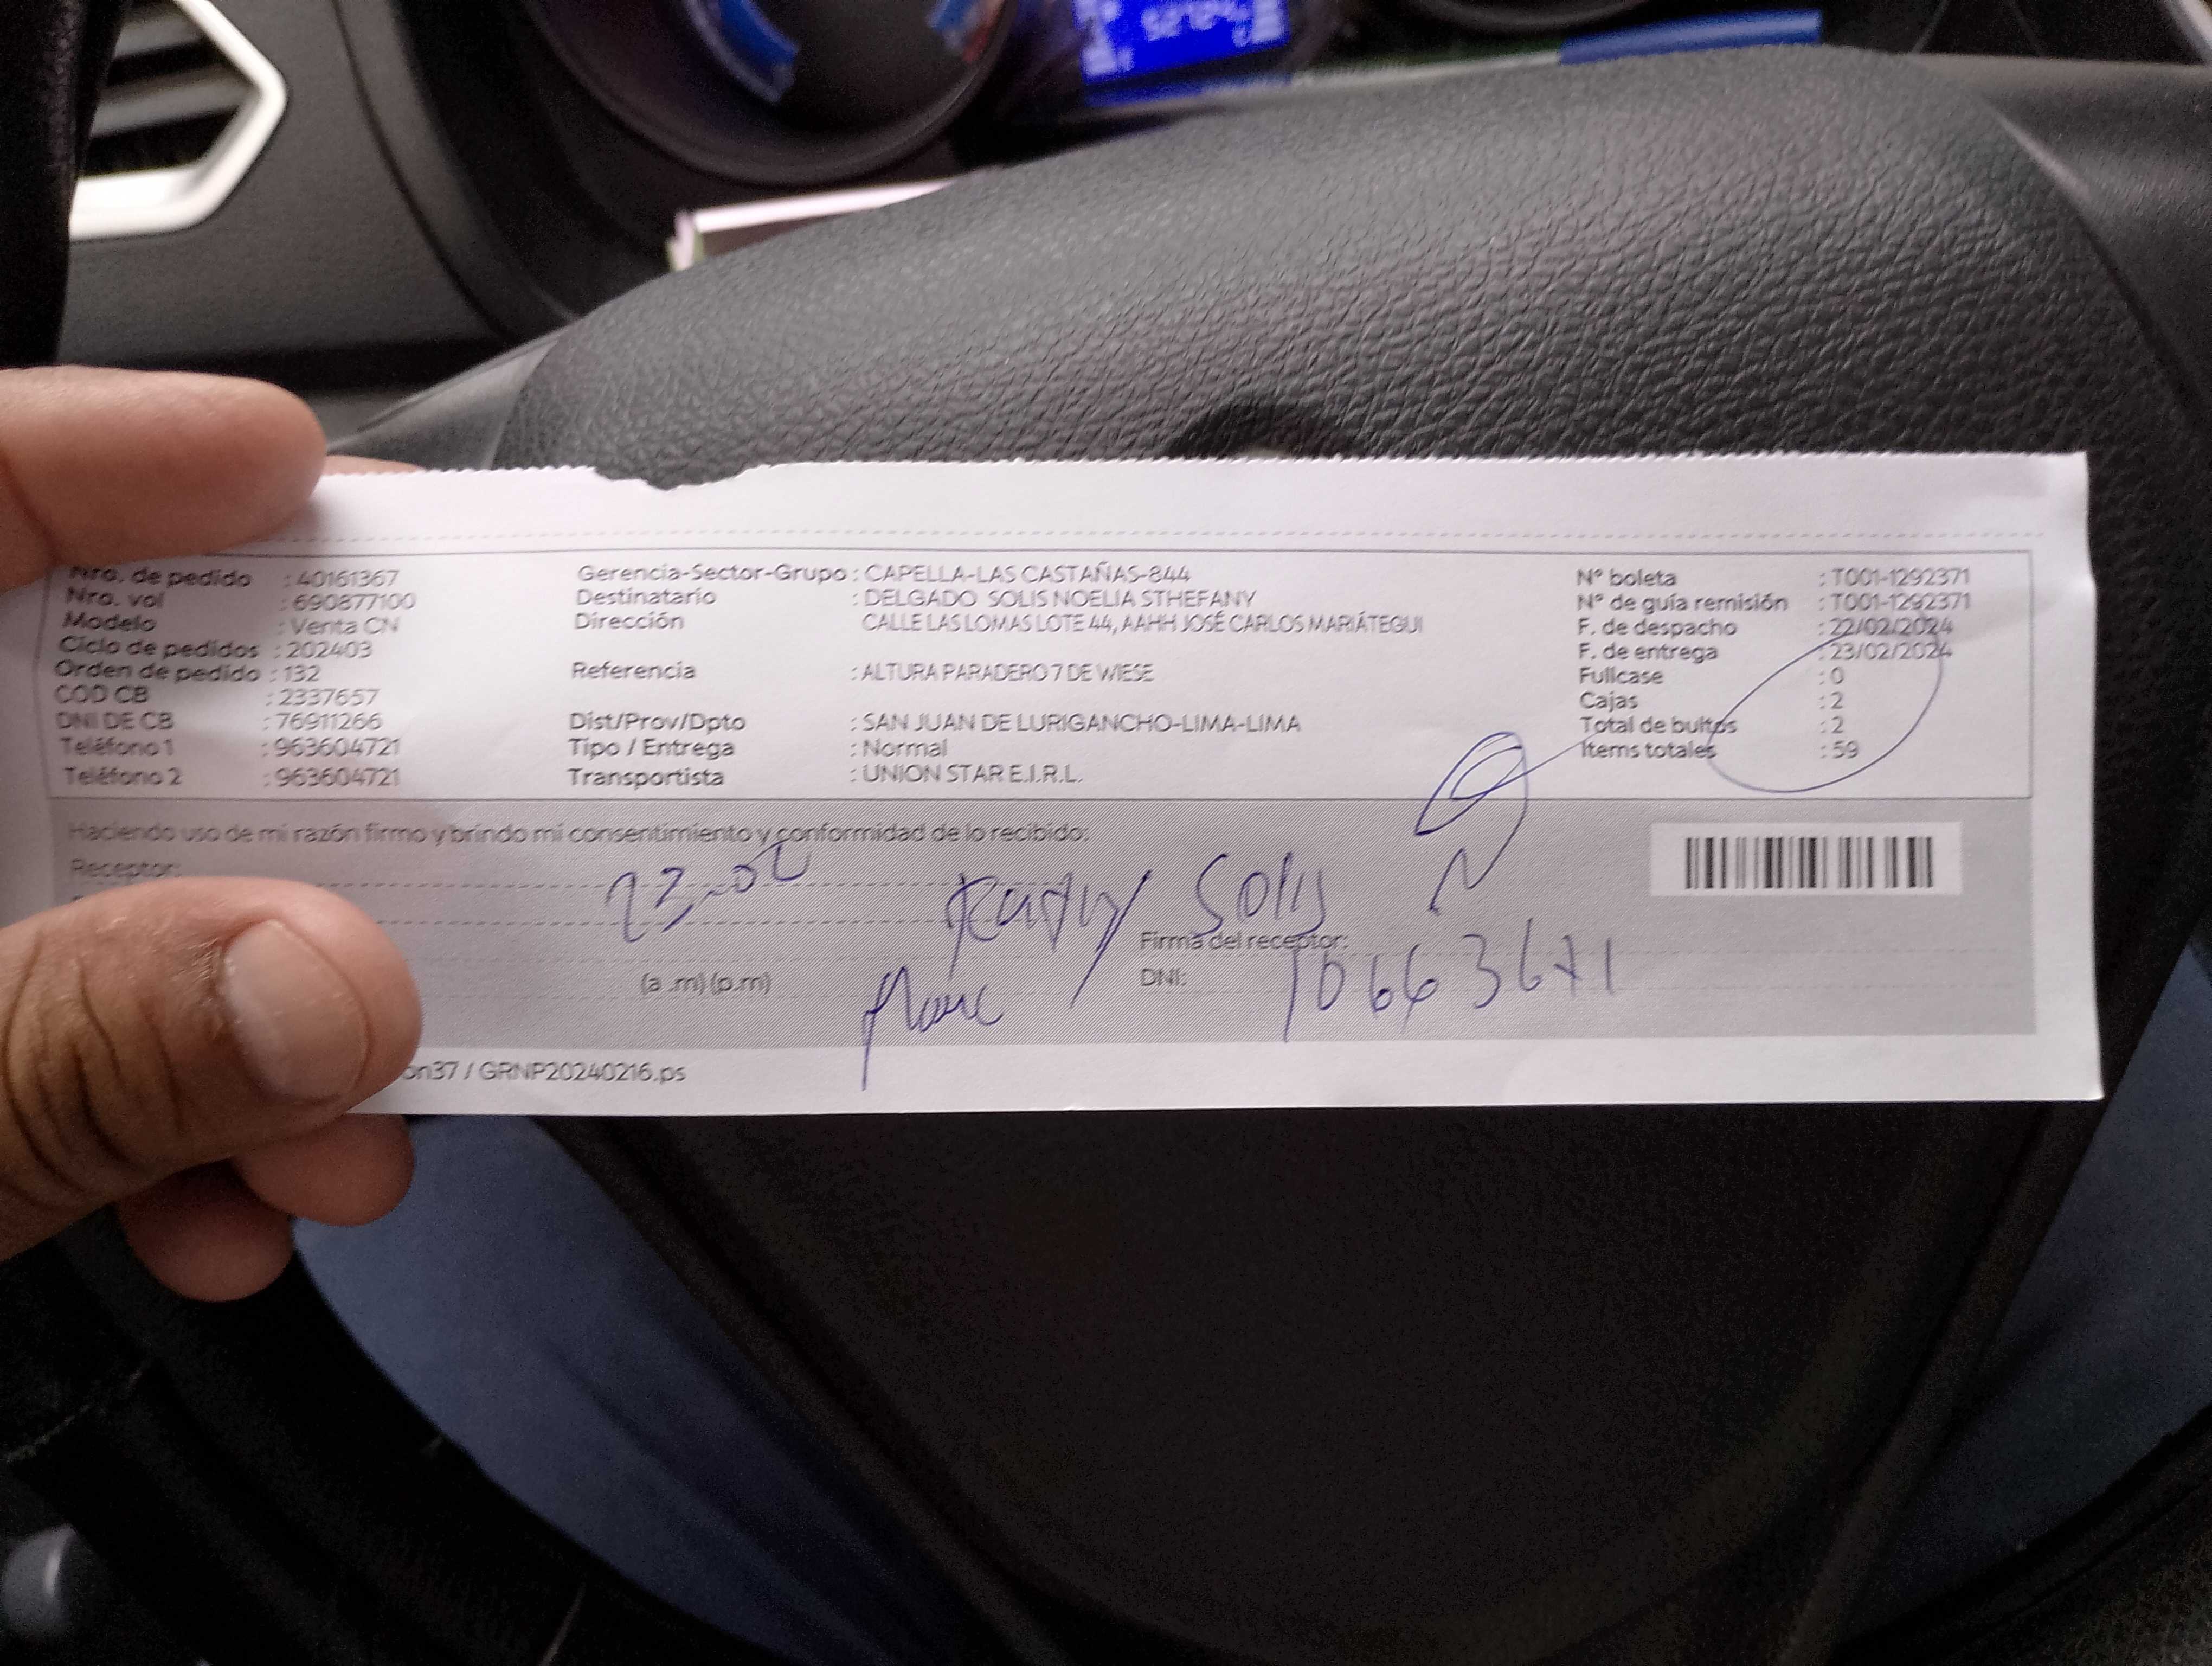 Nro. de pedido : 40161367 Gerencia-Sector-Grupo : CAPELLA-LAS CASTAÑAS-844 N° boleta : T001-1292371
Nro. vol : 690877100 Destinatario : DELGADO SOLIS NOELIA STHEFANY N° de guía remisión : T001-1292371
Modelo : Venta CN Dirección CALLE LAS LOMAS LOTE 44, AAHH JOSÉ CARLOS MARIÁTEGUI F. de despacho : 22/02/2024
Ciclo de pedidos : 202403 F. de entrega : 23/02/2024
Orden de pedido : 132 Referencia : ALTURA PARADERO 7 DE WIESE Fullcase : 0
COD CB : 2337657 Cajas : 2
DNI DE CB : 76911266 Dist/Prov/Dpto : SAN JUAN DE LURIGANCHO-LIMA-LIMA Total de bultos : 2
Teléfono 1 : 963604721 Tipo / Entrega : Normal Items totales : 59
Teléfono 2 : 963604721 Transportista : UNION STAR E.I.R.L.
Haciendo uso de mi razón firmo y brindo mi consentimiento y conformidad de lo recibido:
Receptor:
23-02 Kathy Solis
Firma del receptor:
(a .m) (p.m) DNI: 10663671
on37 / GRNP20240216.ps